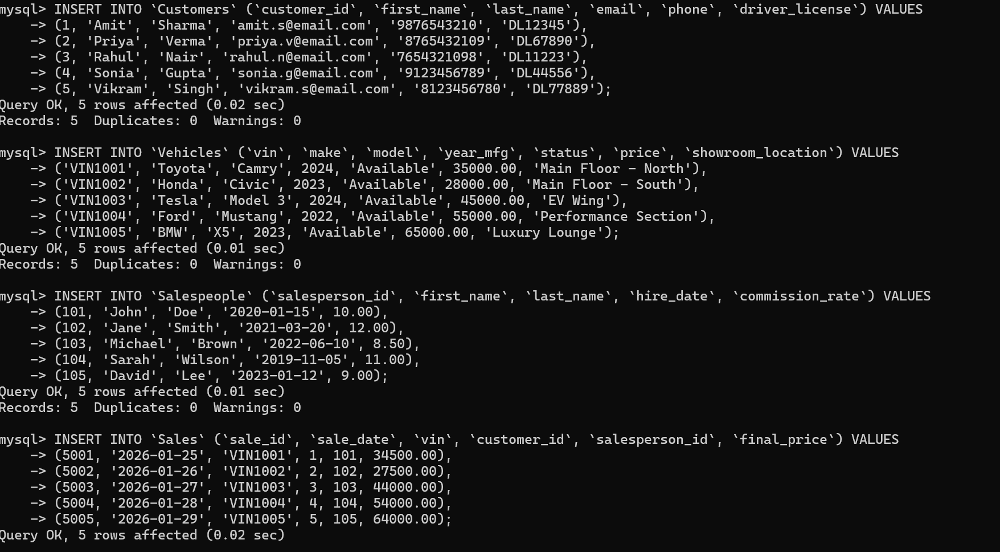 mysql> INSERT INTO `Customers` (`customer_id`, `first_name`, `last_name`, `email`, `phone`, `driver_license`) VALUES
    -> (1, 'Amit', 'Sharma', 'amit.s@email.com', '9876543210', 'DL12345'),
    -> (2, 'Priya', 'Verma', 'priya.v@email.com', '8765432109', 'DL67890'),
    -> (3, 'Rahul', 'Nair', 'rahul.n@email.com', '7654321098', 'DL11223'),
    -> (4, 'Sonia', 'Gupta', 'sonia.g@email.com', '9123456789', 'DL44556'),
    -> (5, 'Vikram', 'Singh', 'vikram.s@email.com', '8123456780', 'DL77889');
Query OK, 5 rows affected (0.02 sec)
Records: 5  Duplicates: 0  Warnings: 0

mysql> INSERT INTO `Vehicles` (`vin`, `make`, `model`, `year_mfg`, `status`, `price`, `showroom_location`) VALUES
    -> ('VIN1001', 'Toyota', 'Camry', 2024, 'Available', 35000.00, 'Main Floor - North'),
    -> ('VIN1002', 'Honda', 'Civic', 2023, 'Available', 28000.00, 'Main Floor - South'),
    -> ('VIN1003', 'Tesla', 'Model 3', 2024, 'Available', 45000.00, 'EV Wing'),
    -> ('VIN1004', 'Ford', 'Mustang', 2022, 'Available', 55000.00, 'Performance Section'),
    -> ('VIN1005', 'BMW', 'X5', 2023, 'Available', 65000.00, 'Luxury Lounge');
Query OK, 5 rows affected (0.01 sec)
Records: 5  Duplicates: 0  Warnings: 0

mysql> INSERT INTO `Salespeople` (`salesperson_id`, `first_name`, `last_name`, `hire_date`, `commission_rate`) VALUES
    -> (101, 'John', 'Doe', '2020-01-15', 10.00),
    -> (102, 'Jane', 'Smith', '2021-03-20', 12.00),
    -> (103, 'Michael', 'Brown', '2022-06-10', 8.50),
    -> (104, 'Sarah', 'Wilson', '2019-11-05', 11.00),
    -> (105, 'David', 'Lee', '2023-01-12', 9.00);
Query OK, 5 rows affected (0.01 sec)
Records: 5  Duplicates: 0  Warnings: 0

mysql> INSERT INTO `Sales` (`sale_id`, `sale_date`, `vin`, `customer_id`, `salesperson_id`, `final_price`) VALUES
    -> (5001, '2026-01-25', 'VIN1001', 1, 101, 34500.00),
    -> (5002, '2026-01-26', 'VIN1002', 2, 102, 27500.00),
    -> (5003, '2026-01-27', 'VIN1003', 3, 103, 44000.00),
    -> (5004, '2026-01-28', 'VIN1004', 4, 104, 54000.00),
    -> (5005, '2026-01-29', 'VIN1005', 5, 105, 64000.00);
Query OK, 5 rows affected (0.02 sec)